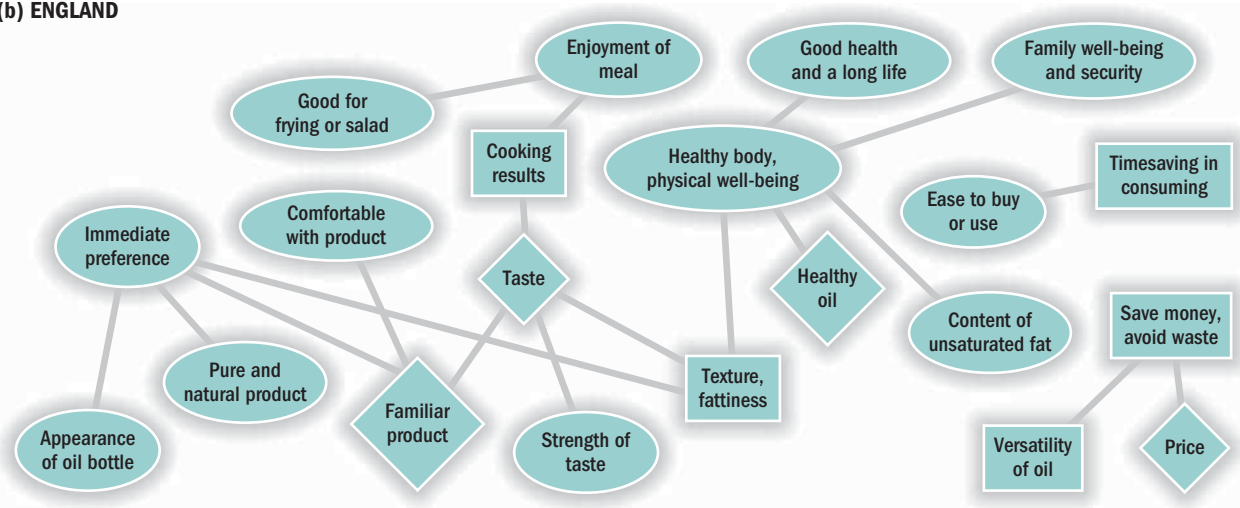 (b) ENGLAND
Enjoyment of
meal
Good health
and a long life
Family well-being
and security
Good for
frying or salad
Cooking
results
Healthy body,
physical well-being
Timesaving in
consuming
Ease to buy
or use
Comfortable
with product
Immediate
preference
Taste
Healthy
oil
Content of
unsaturated fat
Save money,
avoid waste
Pure and
natural product
Texture,
fattiness
Familiar
product
Appearance
of oil bottle
Strength of
taste
Versatility
of oil
Price